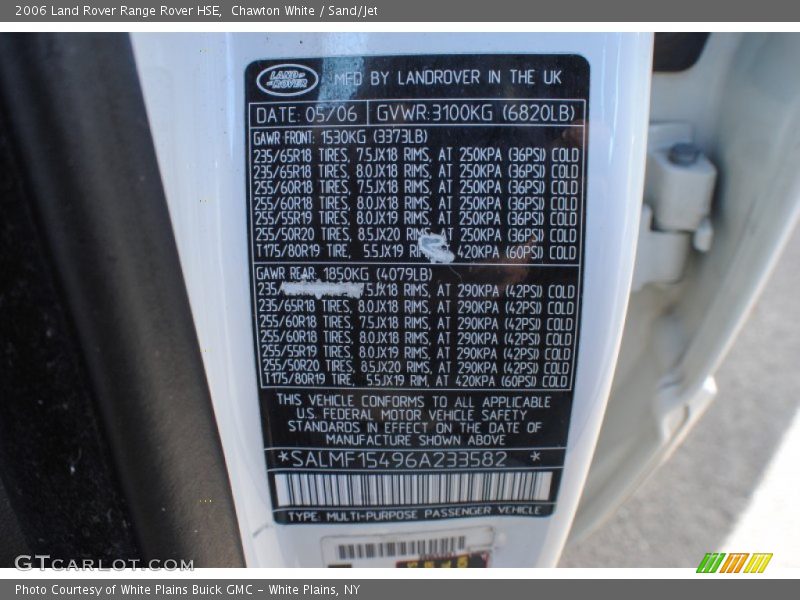 2006 Land Rover Range Rover HSE,  Chawton White / Sand/Jet
LAND-
-ROVER
MFD BY LANDROVER IN THE UK
DATE: 05/06 GVWR:3100KG (6820LB)
GAWR FRONT: 1530KG (3373LB)
235/65R18 TIRES, 7.5JX18 RIMS, AT 250KPA (36PSI) COLD
235/65R18 TIRES, 8.0JX18 RIMS, AT 250KPA (36PSI) COLD
255/60R18 TIRES, 7.5JX18 RIMS, AT 250KPA (36PSI) COLD
255/60R18 TIRES, 8.0JX18 RIMS, AT 250KPA (36PSI) COLD
255/55R19 TIRES, 8.0JX19 RIMS, AT 250KPA (36PSI) COLD
255/50R20 TIRES, 8.5JX20 RIMS, AT 250KPA (36PSI) COLD
T175/80R19 TIRE, 5.5JX19 420KPA (60PSI) COLD
GAWR REAR, 1850KG (4079LB)
235/ .5JX18 RIMS, AT 290KPA (42PSI) COLD
235/65R18 TIRES, 8.0JX18 RIMS, AT 290KPA (42PSI) COLD
255/60R18 TIRES, 7.5JX18 RIMS, AT 290KPA (42PSI) COLD
255/60R18 TIRES, 8.0JX18 RIMS, AT 290KPA (42PSI) COLD
255/55R19 TIRES, 8.0JX19 RIMS, AT 290KPA (42PSI) COLD
255/50R20 TIRES, 8.5JX20 RIMS, AT 290KPA (42PSI) COLD
T175/80R19 TIRE, 5.5JX19 RIM, AT 420KPA (60PSI) COLD
THIS VEHICLE CONFORMS TO ALL APPLICABLE
U.S. FEDERAL MOTOR VEHICLE SAFETY
STANDARDS IN EFFECT ON THE DATE OF
MANUFACTURE SHOWN ABOVE
*SALMF15496A233582 *
TYPE: MULTI-PURPOSE PASSENGER VEHICLE
GTCARLOT.COM
Photo Courtesy of White Plains Buick GMC – White Plains, NY